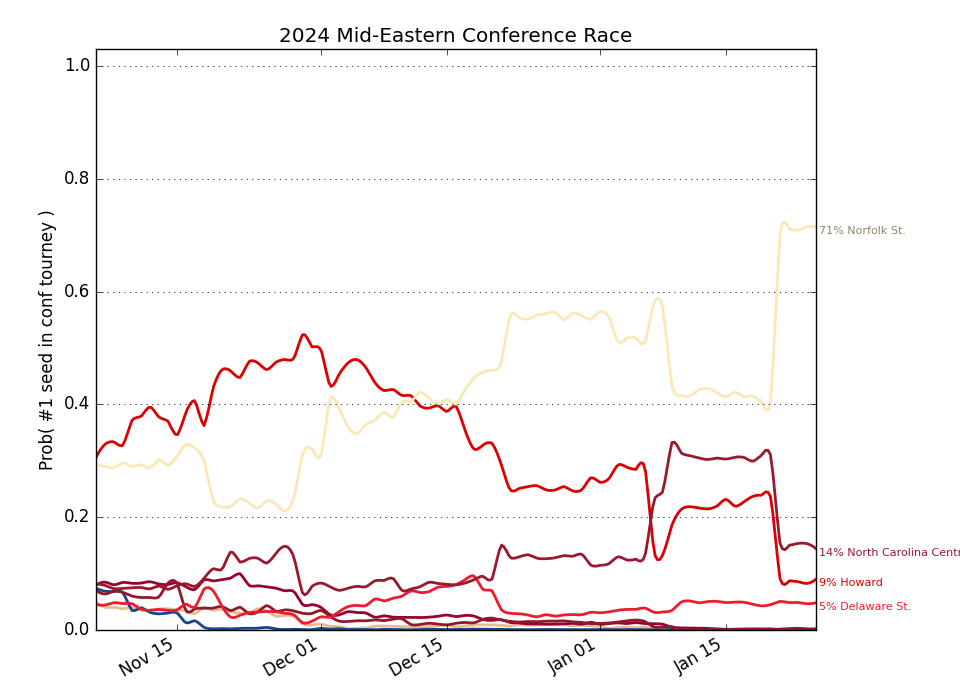 2024 Mid-Eastern Conference Race
Prob( #1 seed in conf tourney )
1.0
0.8
0.6
0.4
0.2
0.0
Nov 15
Dec 01
Dec 15
Jan 01
Jan 15
71% Norfolk St.
14% North Carolina Centr
9% Howard
5% Delaware St.